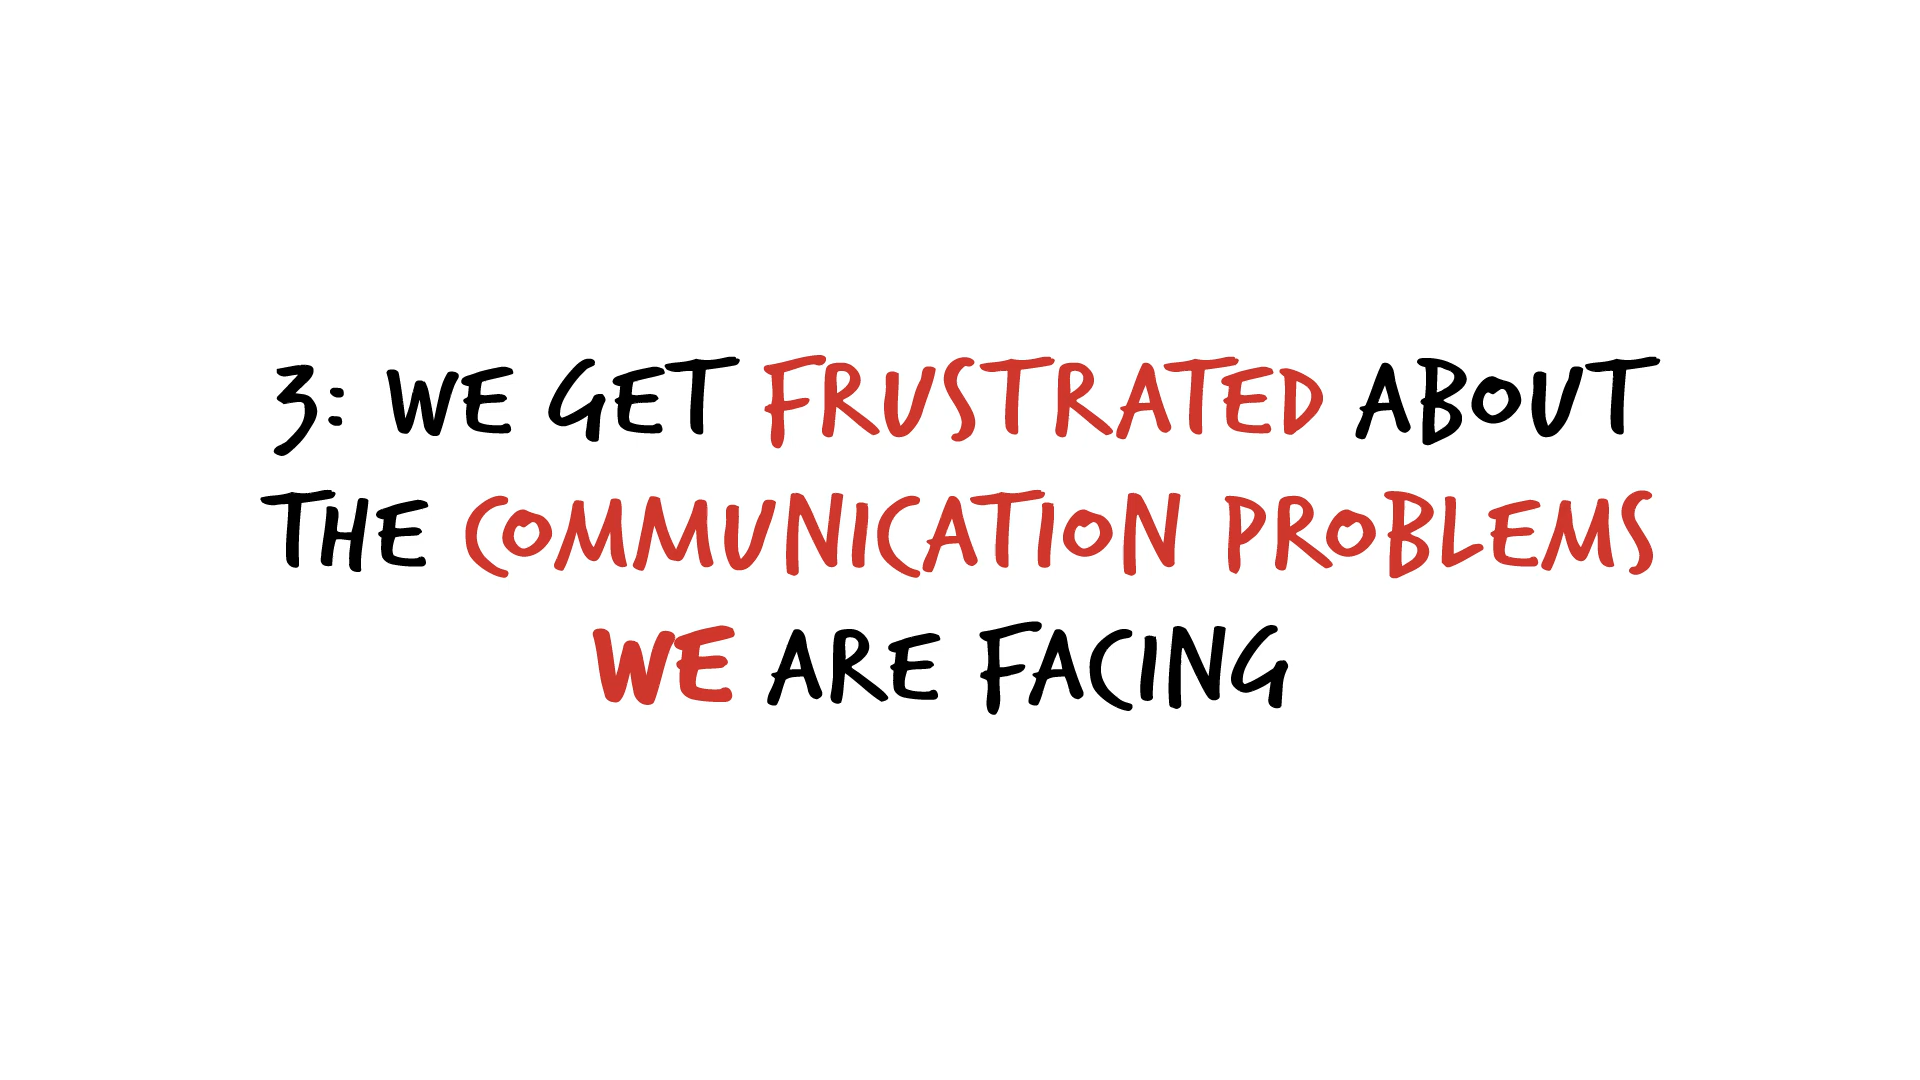 3: WE GET FRUSTRATED ABOUT
THE COMMUNICATION PROBLEMS
WE ARE FACING